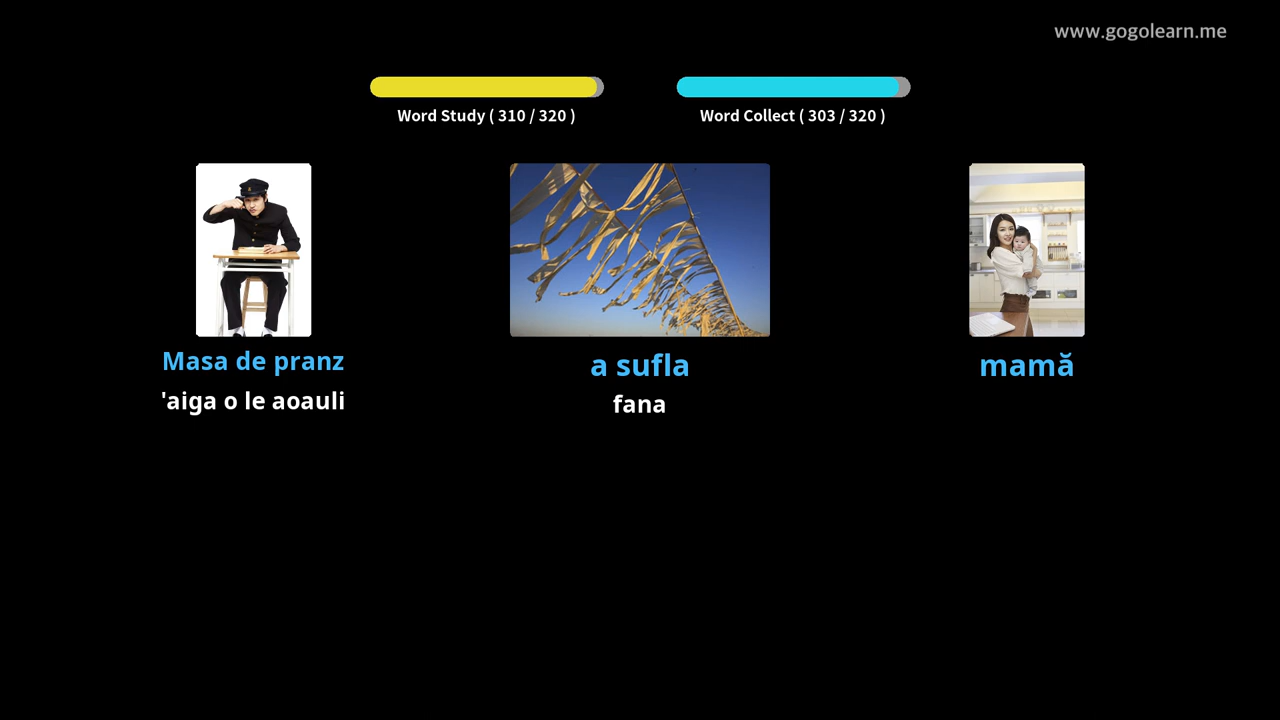 www.gogolearn.me
Word Study ( 310 / 320 )
Word Collect ( 303 / 320 )
Masa de pranz
'aiga o le aoauli
a sufla
fana
mamă